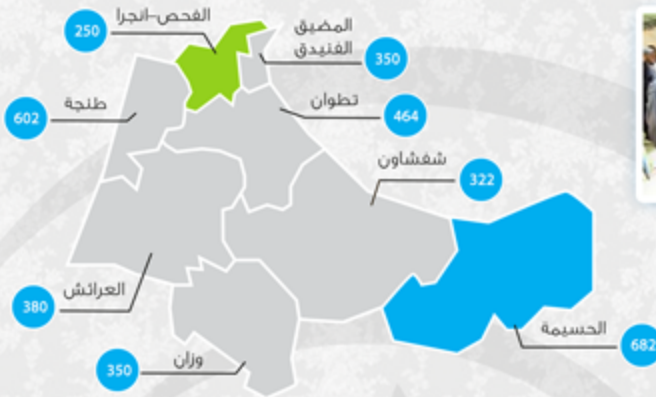 الفحص-انجرا
250
المضيق
الفنيدق
350
طنجة
602
تطوان
464
شفشاون
322
العرائش
380
الحسيمة
682
وزان
350